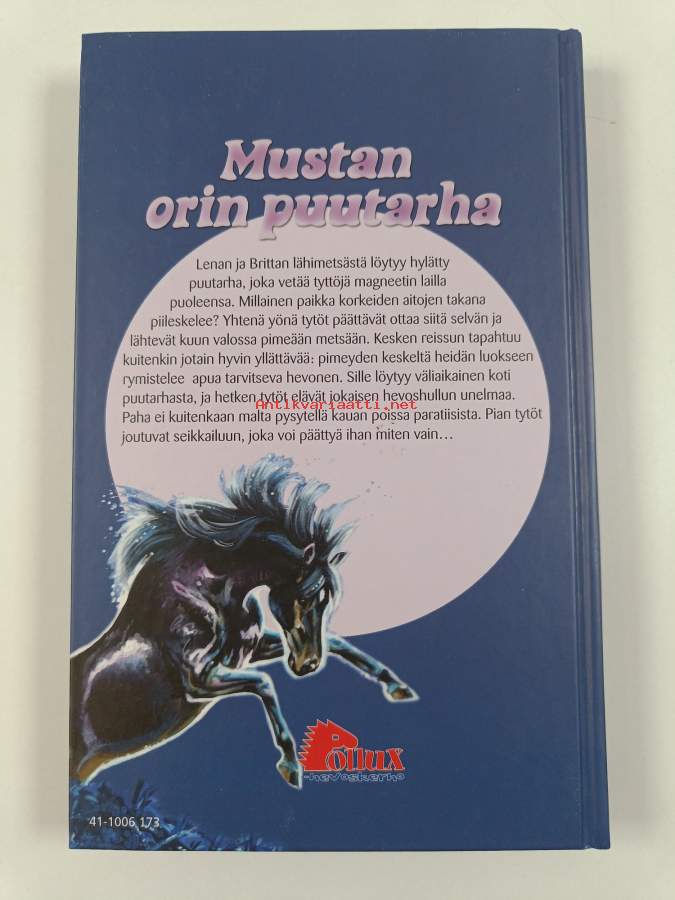 Mustan
orin puutarha
Lenan ja Brittan lähimetsästä löytyy hylätty
puutarha, joka vetää tyttöjä magneetin lailla
puoleensa. Millainen paikka korkeiden aitojen takana
piileskelee? Yhtenä yönä tytöt päättävät ottaa siitä selvän ja
lähtevät kuun valossa pimeään metsään. Kesken reissun tapahtuu
kuitenkin jotain hyvin yllättävää: pimeyden keskeltä heidän luokseen
rymistelee apua tarvitseva hevonen. Sille löytyy väliaikainen koti
puutarhasta, ja hetken tytöt elävät jokaisen hevoshullun unelmaa.
Antikvariaatti.net
Paha ei kuitenkaan malta pysytellä kauan poissa paratiisista. Pian tytöt
joutuvat seikkailuun, joka voi päättyä ihan miten vain...
Pollux
-hevoskerho
41-1006 173